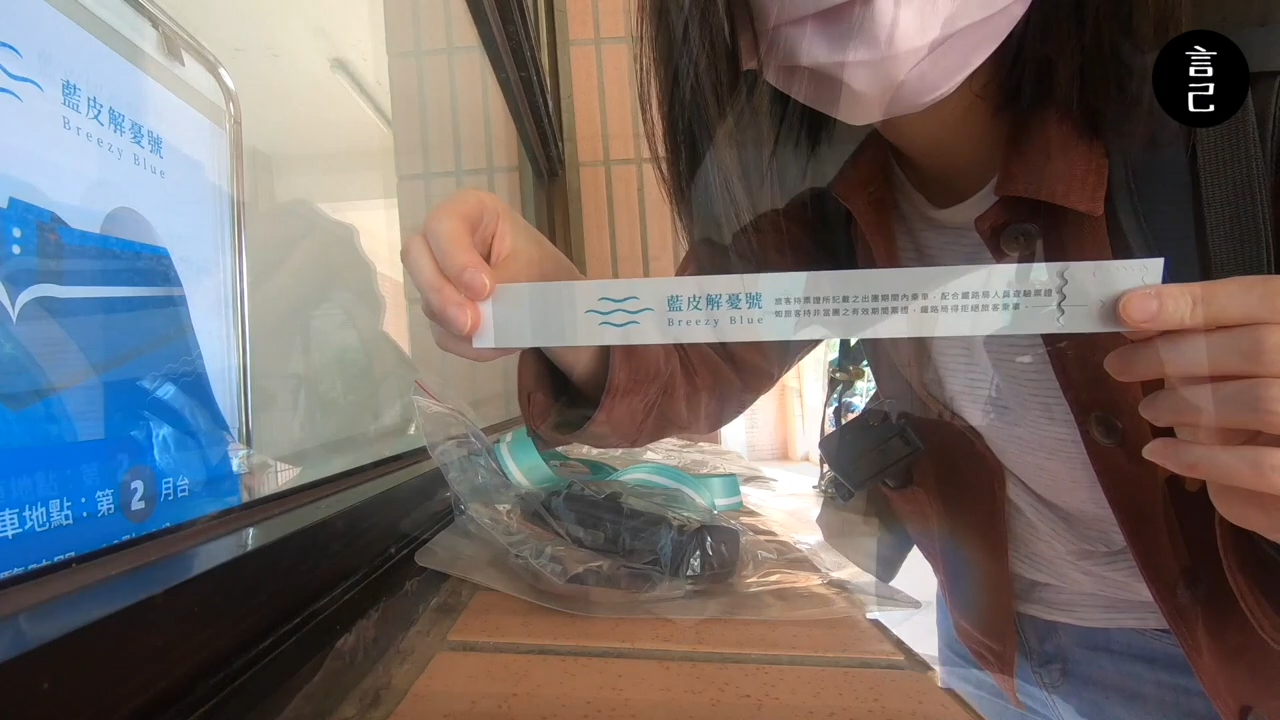 藍皮解憂號
Breezy Blue
車地點：第 2 月台
藍皮解憂號
Breezy Blue
旅客持票證所記載之出團期間內乘車，配合鐵路局人員查驗票證
如旅客持非當團之有效期間票證，鐵路局得拒絕旅客乘車。
言己